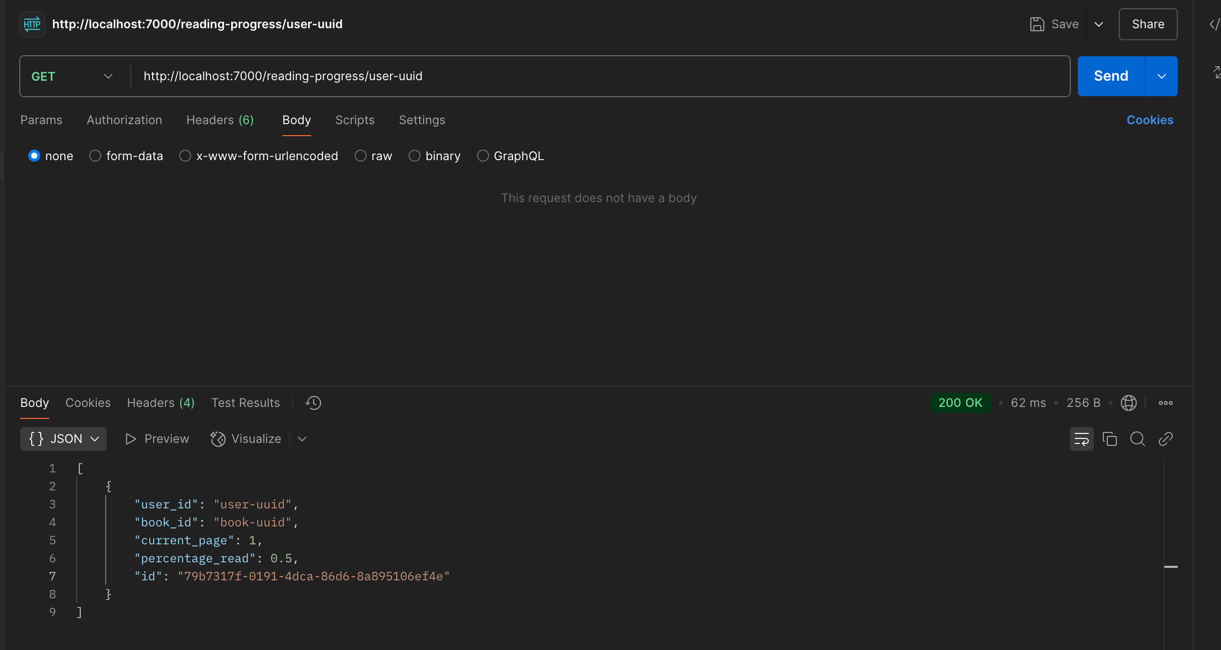 HTTP http://localhost:7000/reading-progress/user-uuid Save Share
GET http://localhost:7000/reading-progress/user-uuid Send
Params Authorization Headers (6) Body Scripts Settings Cookies
none form-data x-www-form-urlencoded raw binary GraphQL
This request does not have a body
Body Cookies Headers (4) Test Results 200 OK • 62 ms • 256 B •
{} JSON Preview Visualize
1 [
2 {
3 "user_id": "user-uuid",
4 "book_id": "book-uuid",
5 "current_page": 1,
6 "percentage_read": 0.5,
7 "id": "79b7317f-0191-4dca-86d6-8a895106ef4e"
8 }
9 ]